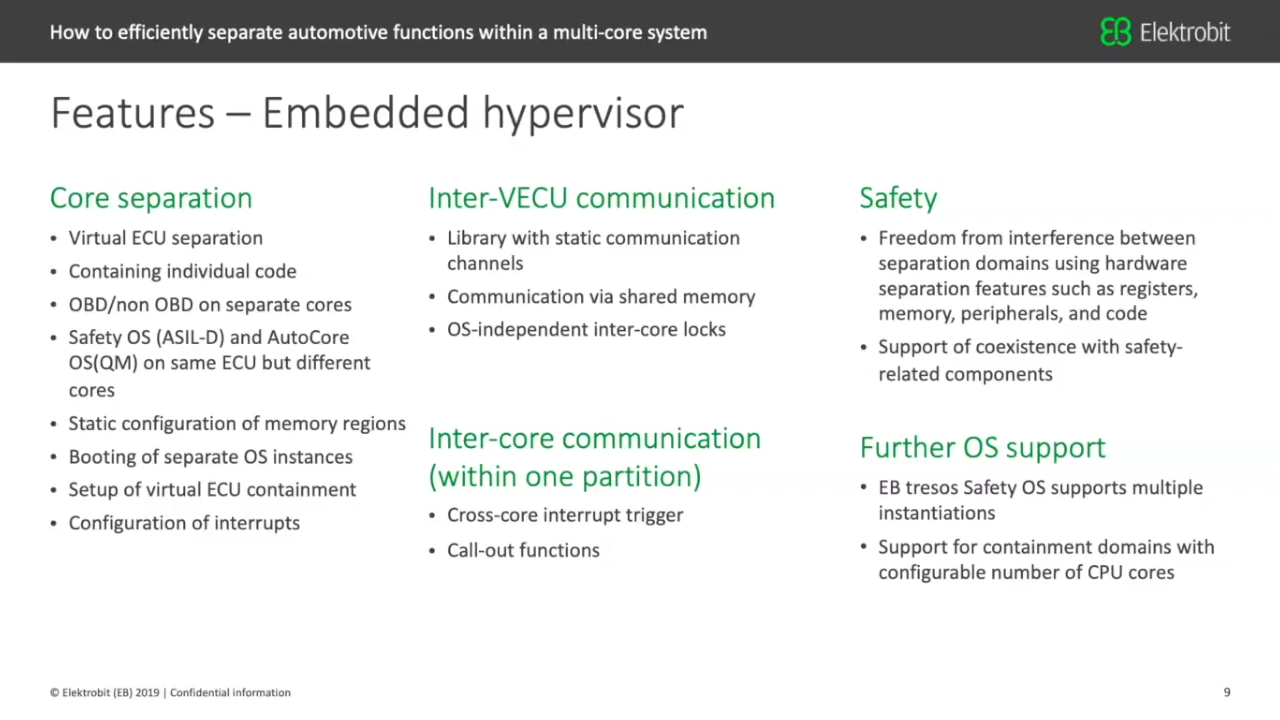 How to efficiently separate automotive functions within a multi-core system
Elektrobit
Features – Embedded hypervisor
Core separation
• Virtual ECU separation
• Containing individual code
• OBD/non OBD on separate cores
• Safety OS (ASIL-D) and AutoCore
OS(QM) on same ECU but different
cores
• Static configuration of memory regions
• Booting of separate OS instances
• Setup of virtual ECU containment
• Configuration of interrupts
Inter-VECU communication
• Library with static communication
channels
• Communication via shared memory
• OS-independent inter-core locks
Inter-core communication
(within one partition)
• Cross-core interrupt trigger
• Call-out functions
Safety
• Freedom from interference between
separation domains using hardware
separation features such as registers,
memory, peripherals, and code
• Support of coexistence with safety-
related components
Further OS support
• EB tresos Safety OS supports multiple
instantiations
• Support for containment domains with
configurable number of CPU cores
© Elektrobit (EB) 2019 | Confidential information
9